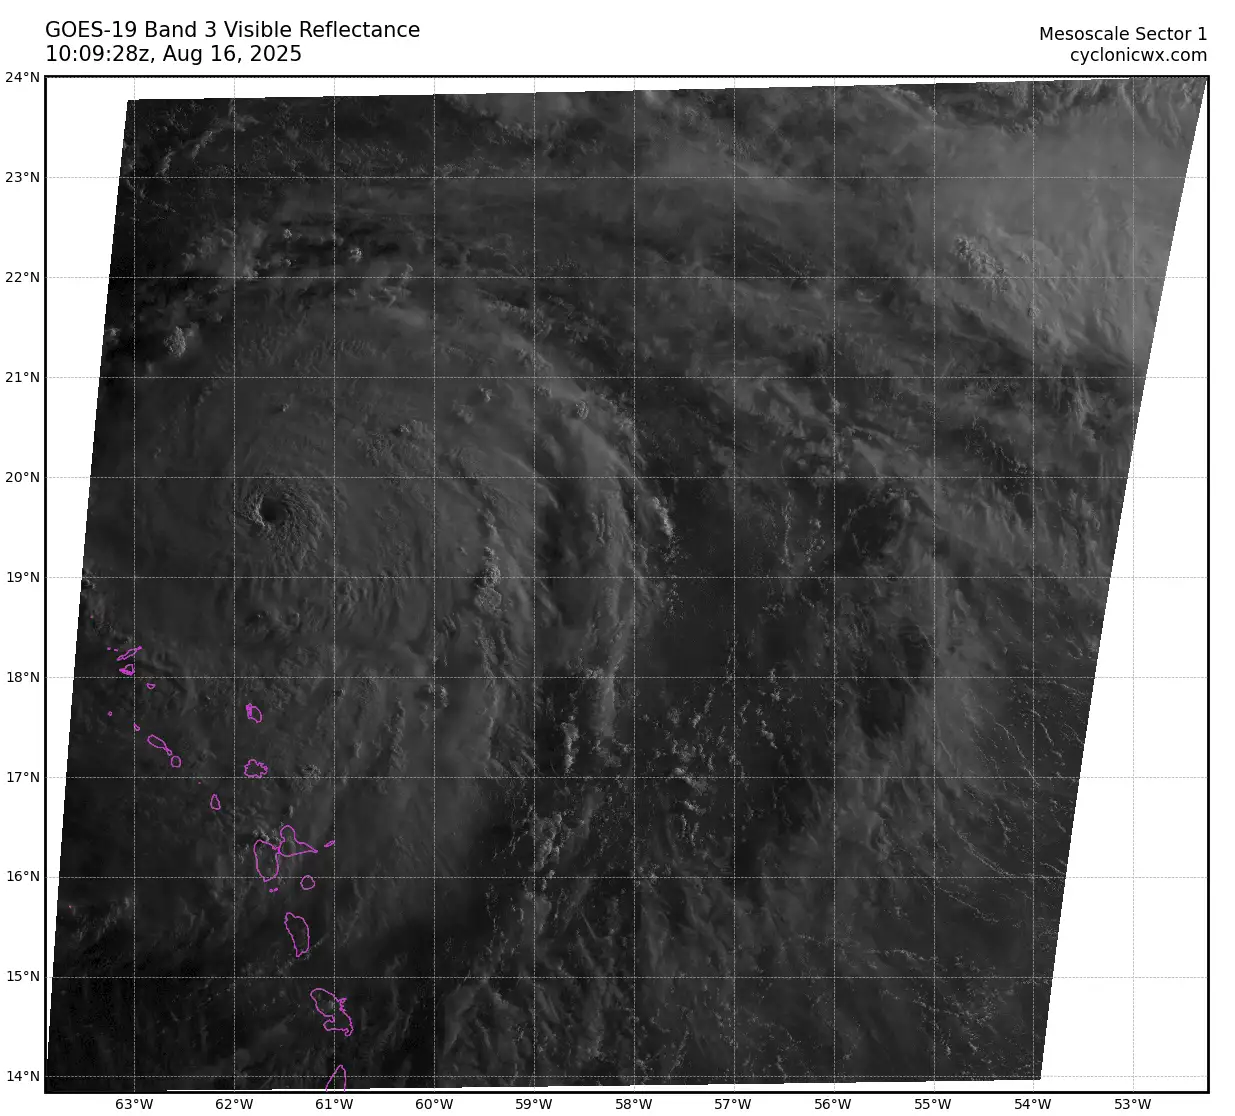 GOES-19 Band 3 Visible Reflectance
10:09:28z, Aug 16, 2025
Mesoscale Sector 1
cyclonicwx.com
24°N
23°N
22°N
21°N
20°N
19°N
18°N
17°N
16°N
15°N
14°N
63°W 62°W 61°W 60°W 59°W 58°W 57°W 56°W 55°W 54°W 53°W